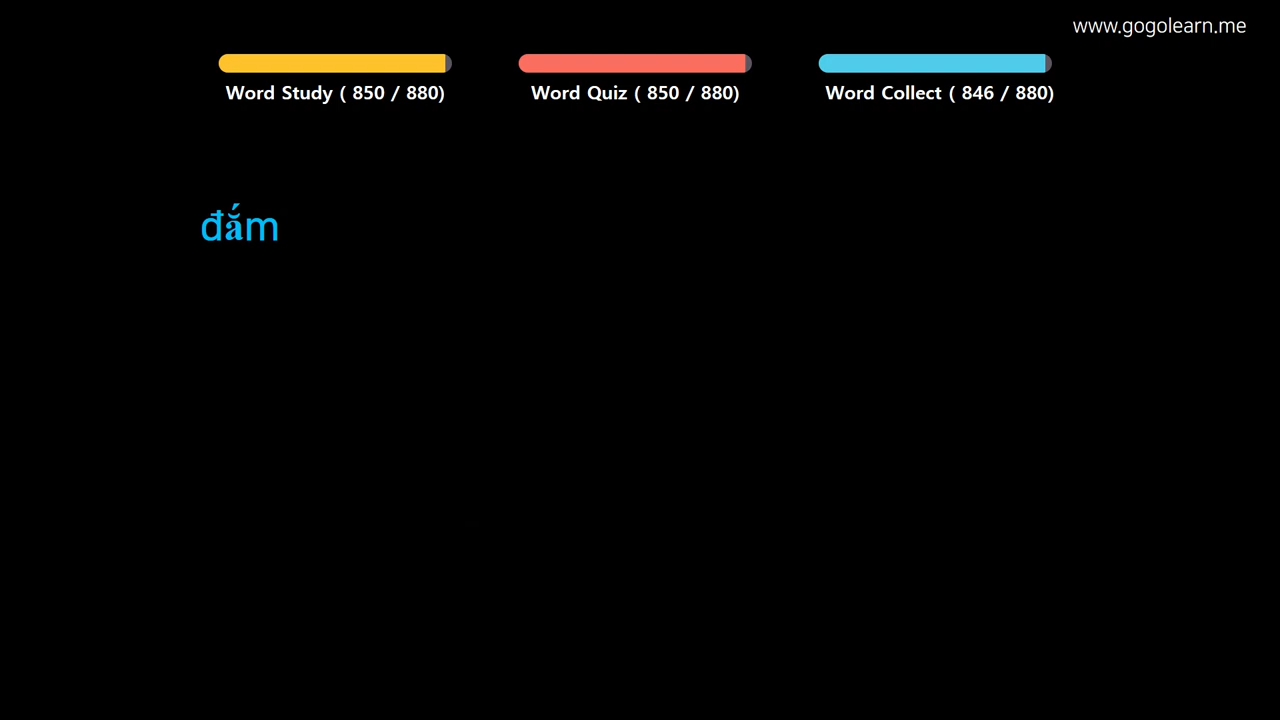 www.gogolearn.me
Word Study ( 850 / 880)
Word Quiz ( 850 / 880)
Word Collect ( 846 / 880)
đắm